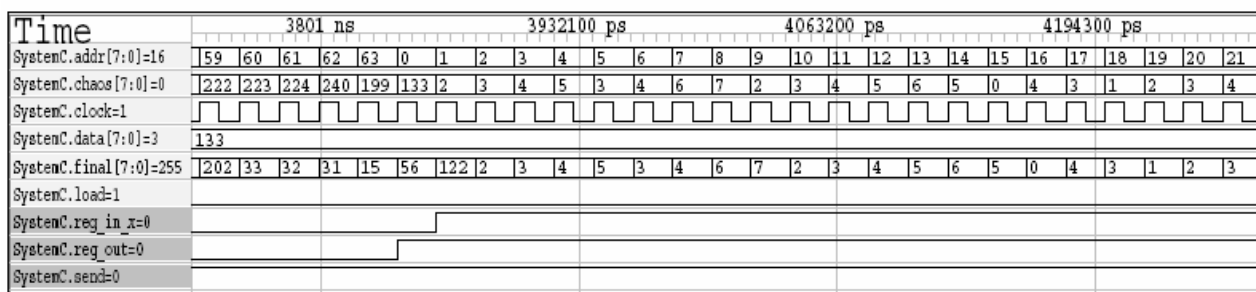 Time 3801 ns 3932100 ps 4063200 ps 4194300 ps
SystemC.addr[7:0]=16 59 60 61 62 63 0 1 2 3 4 5 6 7 8 9 10 11 12 13 14 15 16 17 18 19 20 21
SystemC.chaos[7:0]=0 222 223 224 240 199 133 2 3 4 5 3 4 6 7 2 3 4 5 6 5 0 4 3 1 2 3 4
SystemC.clock=1
SystemC.data[7:0]=3 133
SystemC.final[7:0]=255 202 33 32 31 15 56 122 2 3 4 5 3 4 6 7 2 3 4 5 6 5 0 4 3 1 2 3
SystemC.load=1
SystemC.reg_in_x=0
SystemC.reg_out=0
SystemC.send=0